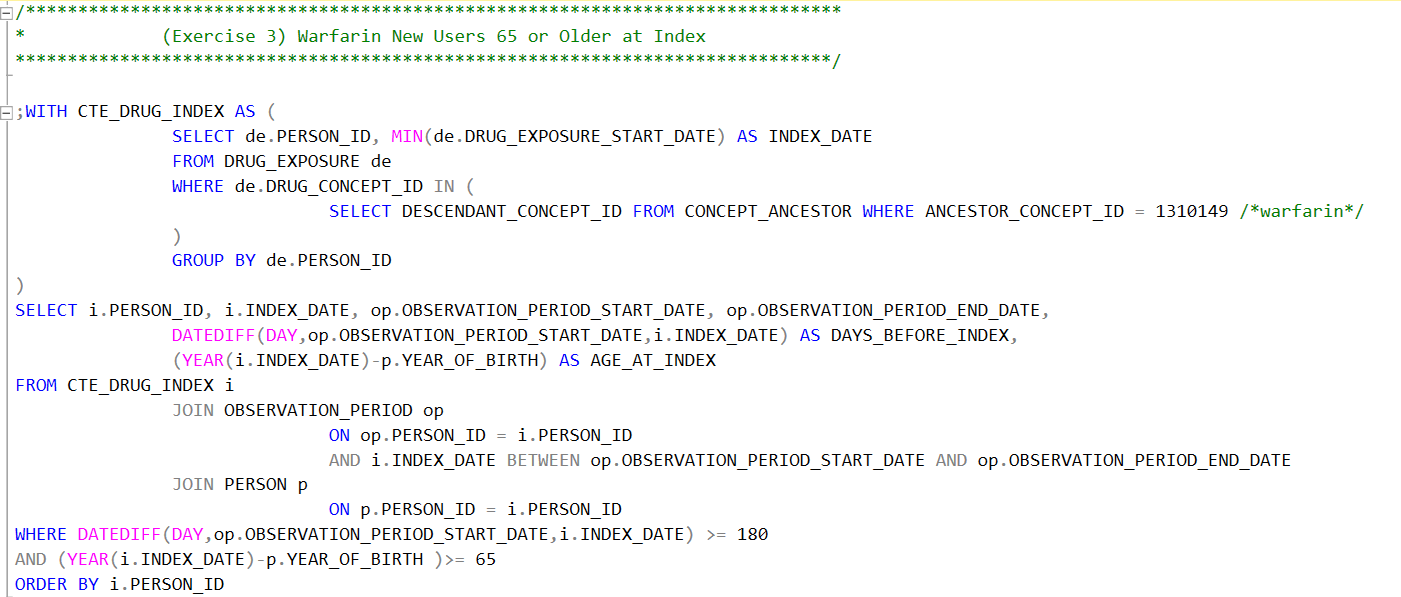 /******************************************************************************
*             (Exercise 3) Warfarin New Users 65 or Older at Index
******************************************************************************/
;WITH CTE_DRUG_INDEX AS (
               SELECT de.PERSON_ID, MIN(de.DRUG_EXPOSURE_START_DATE) AS INDEX_DATE
               FROM DRUG_EXPOSURE de
               WHERE de.DRUG_CONCEPT_ID IN (
                              SELECT DESCENDANT_CONCEPT_ID FROM CONCEPT_ANCESTOR WHERE ANCESTOR_CONCEPT_ID = 1310149 /*warfarin*/
               )
               GROUP BY de.PERSON_ID
)
SELECT i.PERSON_ID, i.INDEX_DATE, op.OBSERVATION_PERIOD_START_DATE, op.OBSERVATION_PERIOD_END_DATE,
               DATEDIFF(DAY,op.OBSERVATION_PERIOD_START_DATE,i.INDEX_DATE) AS DAYS_BEFORE_INDEX,
               (YEAR(i.INDEX_DATE)-p.YEAR_OF_BIRTH) AS AGE_AT_INDEX
FROM CTE_DRUG_INDEX i
               JOIN OBSERVATION_PERIOD op
                              ON op.PERSON_ID = i.PERSON_ID
                              AND i.INDEX_DATE BETWEEN op.OBSERVATION_PERIOD_START_DATE AND op.OBSERVATION_PERIOD_END_DATE
               JOIN PERSON p
                              ON p.PERSON_ID = i.PERSON_ID
WHERE DATEDIFF(DAY,op.OBSERVATION_PERIOD_START_DATE,i.INDEX_DATE) >= 180
AND (YEAR(i.INDEX_DATE)-p.YEAR_OF_BIRTH )>= 65
ORDER BY i.PERSON_ID